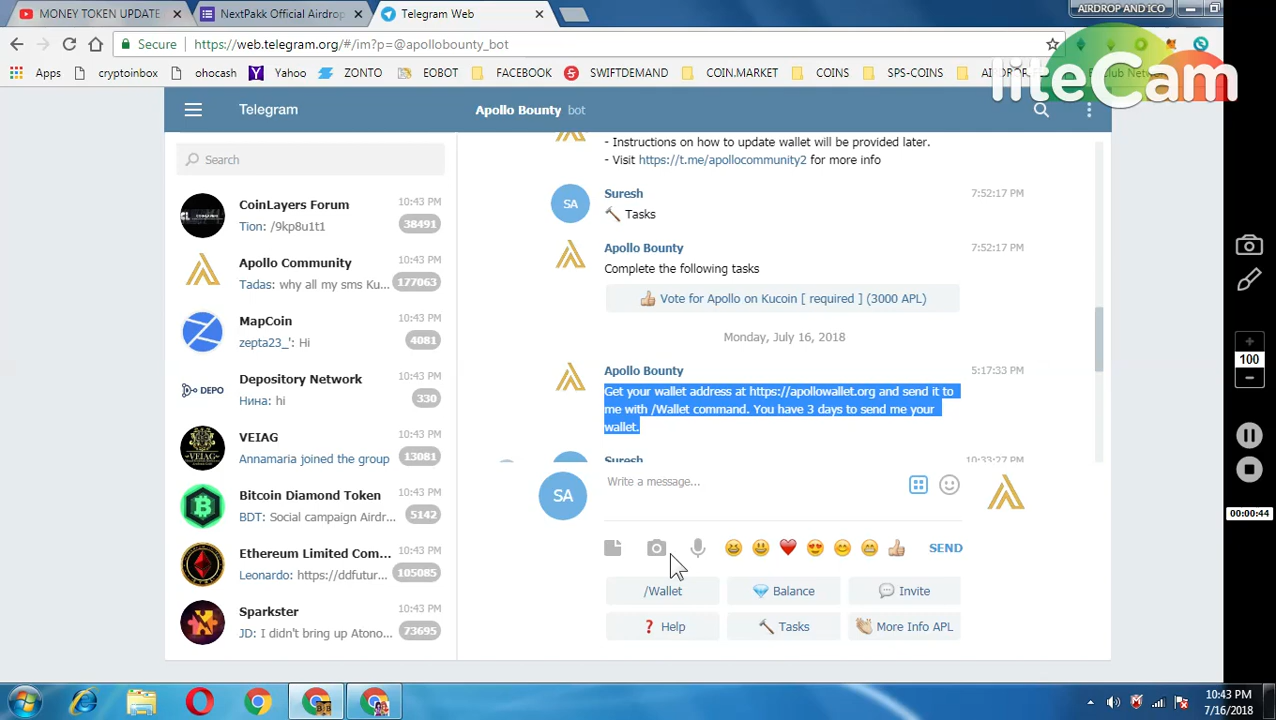 MONEY TOKEN UPDATE
NextPakk Official Airdrop
Telegram Web
AIRDROP AND ICO
Secure
https://web.telegram.org/#/im?p=@apollobounty_bot
Apps
cryptoinbox
ohocash
Yahoo
ZONTO
EOBOT
FACEBOOK
SWIFTDEMAND
COIN.MARKET
COINS
SPS-COINS
liteCam
Telegram
Apollo Bounty bot
Search
CoinLayers Forum
10:43 PM
Tion: /9kp8u1t1
38491
Apollo Community
10:43 PM
Tadas: why all my sms Ku...
177063
MapCoin
10:43 PM
zepta23_': Hi
4081
Depository Network
10:43 PM
DEPO
Нина: hi
330
VEIAG
10:43 PM
VEIAG
Annamaria joined the group
13081
Bitcoin Diamond Token
10:43 PM
BDT: Social campaign Airdr...
5142
Ethereum Limited Com...
10:43 PM
Leonardo: https://ddfutur...
105085
Sparkster
10:43 PM
JD: I didn't bring up Atono...
73695
- Instructions on how to update wallet will be provided later.
- Visit https://t.me/apollocommunity2 for more info
SA
Suresh
7:52:17 PM
Tasks
Apollo Bounty
7:52:17 PM
Complete the following tasks
Vote for Apollo on Kucoin [ required ] (3000 APL)
Monday, July 16, 2018
Apollo Bounty
5:17:33 PM
Get your wallet address at https://apollowallet.org and send it to
me with /Wallet command. You have 3 days to send me your
wallet.
Suresh
10:33:27 PM
SA
Write a message...
SEND
/Wallet
Balance
Invite
Help
Tasks
More Info APL
100
00:00:44
10:43 PM
7/16/2018